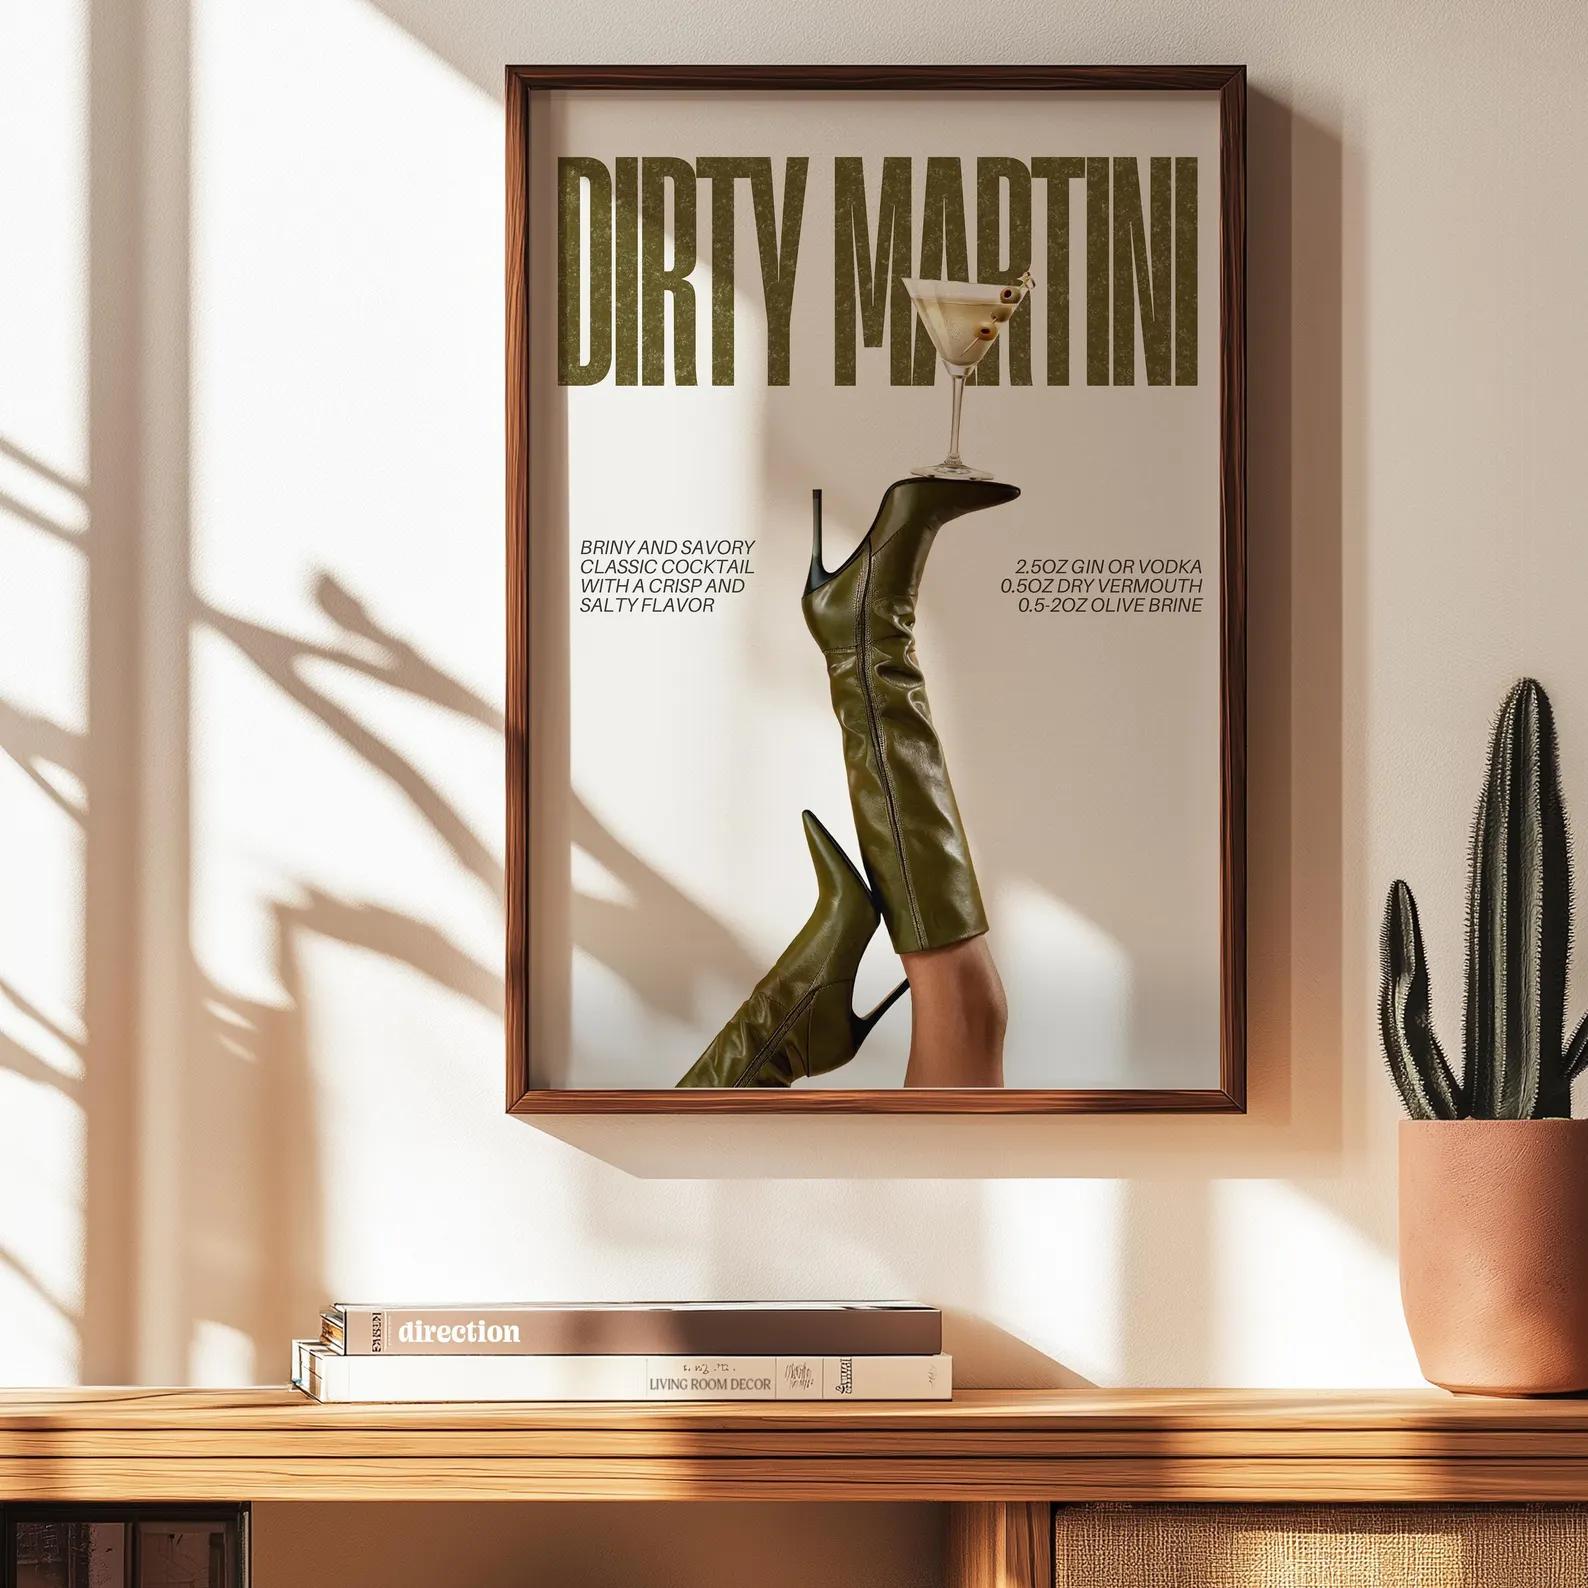 DIRTY MARTINI
BRINY AND SAVORY
CLASSIC COCKTAIL
WITH A CRISP AND
SALTY FLAVOR
2.5OZ GIN OR VODKA
0.5OZ DRY VERMOUTH
0.5-2OZ OLIVE BRINE
direction
LIVING ROOM DECOR